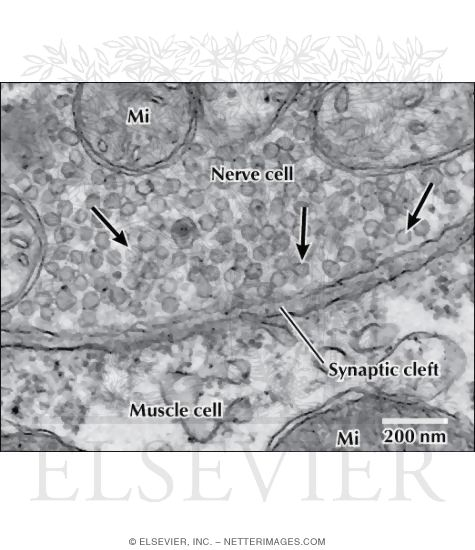 Mi
Nerve cell
Synaptic cleft
Muscle cell
Mi
200 nm
ELSEVIER
© ELSEVIER, INC. – NETTERIMAGES.COM